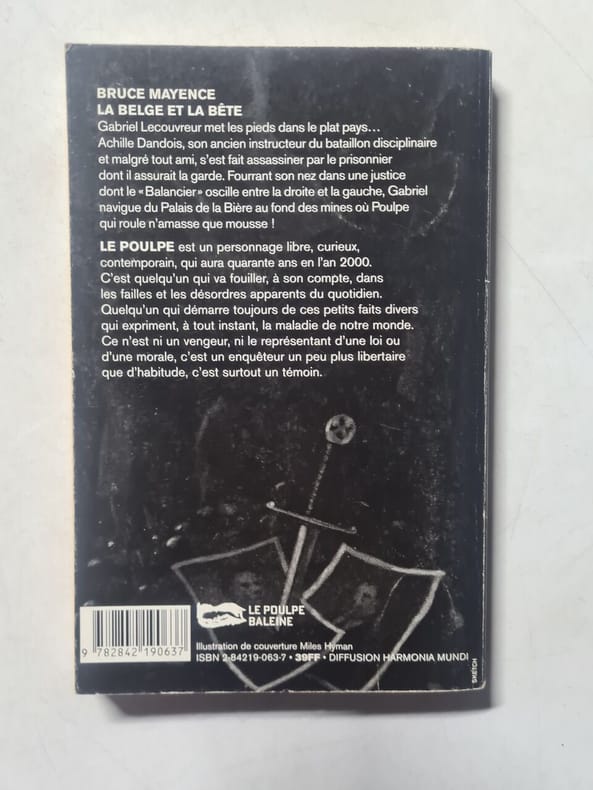 BRUCE MAYENCE
LA BELGE ET LA BÊTE
Gabriel Lecouvreur met les pieds dans le plat pays...
Achille Dandois, son ancien instructeur du bataillon disciplinaire
et malgré tout ami, s'est fait assassiner par le prisonnier
dont il assurait la garde. Fourrant son nez dans une justice
dont le «Balancier» oscille entre la droite et la gauche, Gabriel
navigue du Palais de la Bière au fond des mines où Poulpe
qui roule n'amasse que mousse !
LE POULPE est un personnage libre, curieux,
contemporain, qui aura quarante ans en l'an 2000.
C'est quelqu'un qui va fouiller, à son compte, dans
les failles et les désordres apparents du quotidien.
Quelqu'un qui démarre toujours de ces petits faits divers
qui expriment, à tout instant, la maladie de notre monde.
Ce n'est ni un vengeur, ni le représentant d'une loi ou
d'une morale, c'est un enquêteur un peu plus libertaire
que d'habitude, c'est surtout un témoin.
LE POULPE
BALEINE
9 782842 190637
Illustration de couverture Miles Hyman
ISBN 2-84219-063-7 • 39FF • DIFFUSION HARMONIA MUNDI
SKETCH